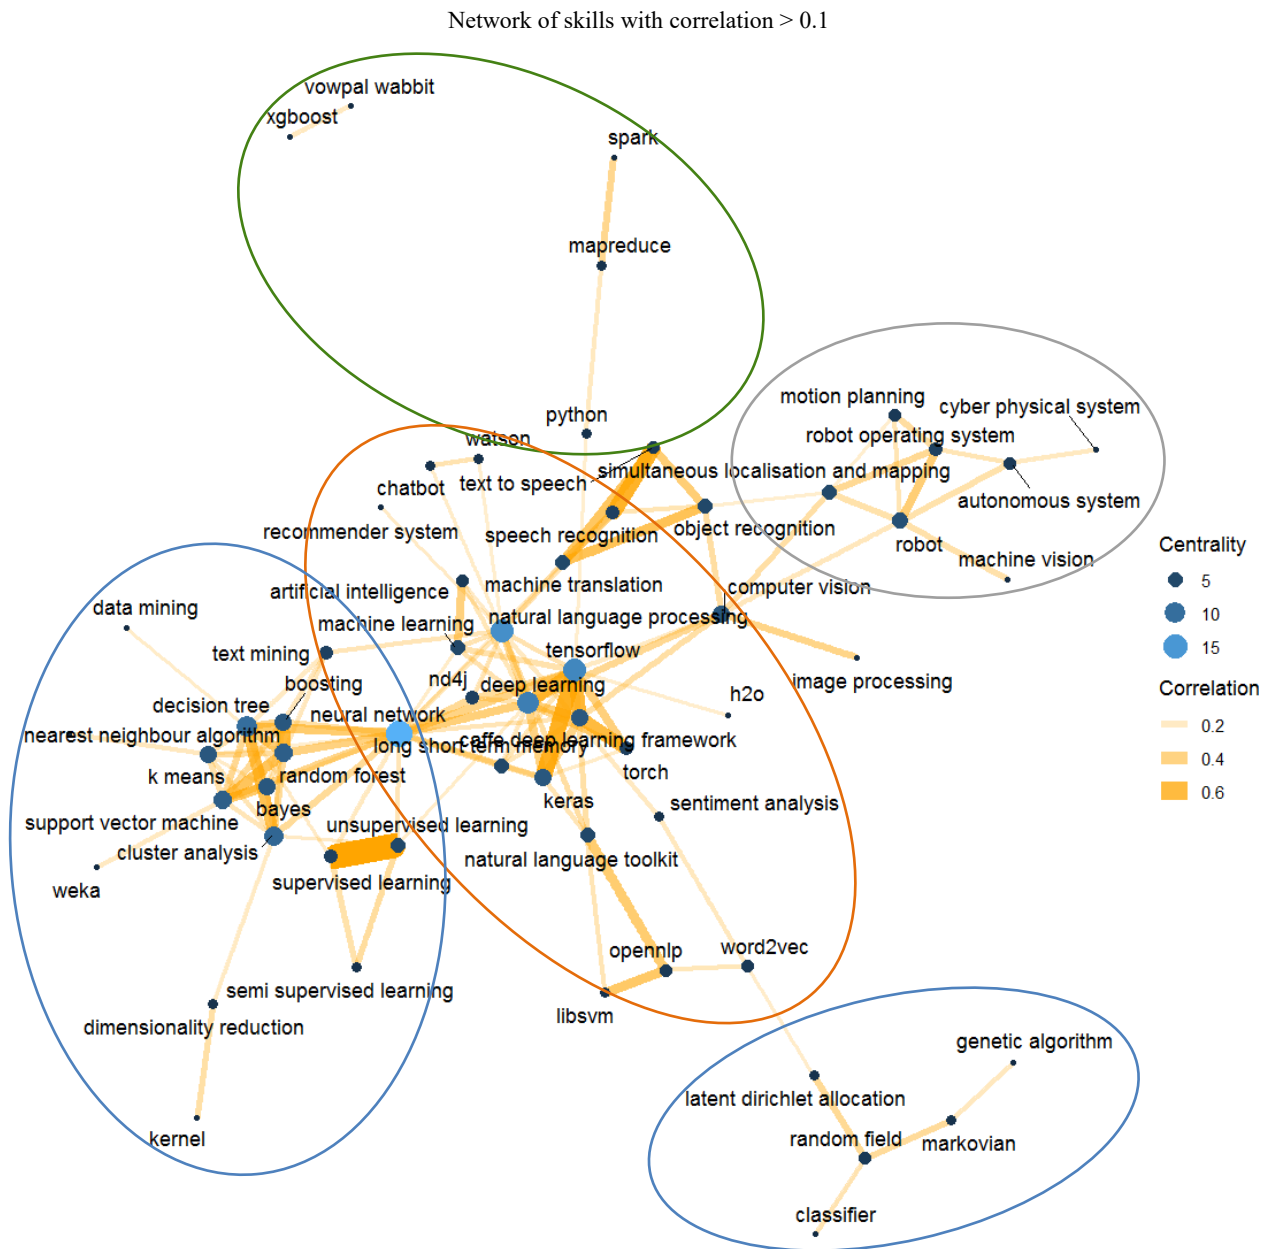 Network of skills with correlation > 0.1
vowpal wabbit
xgboost
spark
mapreduce
motion planning
cyber physical system
python
robot operating system
watson
simultaneous localisation and mapping
text to speech
chatbot
autonomous system
recommender system
speech recognition
object recognition
robot
machine vision
Centrality
5
10
15
machine translation
computer vision
artificial intelligence
data mining
machine learning
natural language processing
text mining
tensorflow
nd4j
deep learning
boosting
image processing
h2o
Correlation
0.2
0.4
0.6
decision tree
neural network
nearest neighbour algorithm
long short term memory
caffe deep learning framework
k means
random forest
torch
keras
sentiment analysis
bayes
support vector machine
unsupervised learning
cluster analysis
natural language toolkit
weka
supervised learning
opennlp
word2vec
semi supervised learning
libsvm
dimensionality reduction
genetic algorithm
latent dirichlet allocation
kernel
random field
markovian
classifier